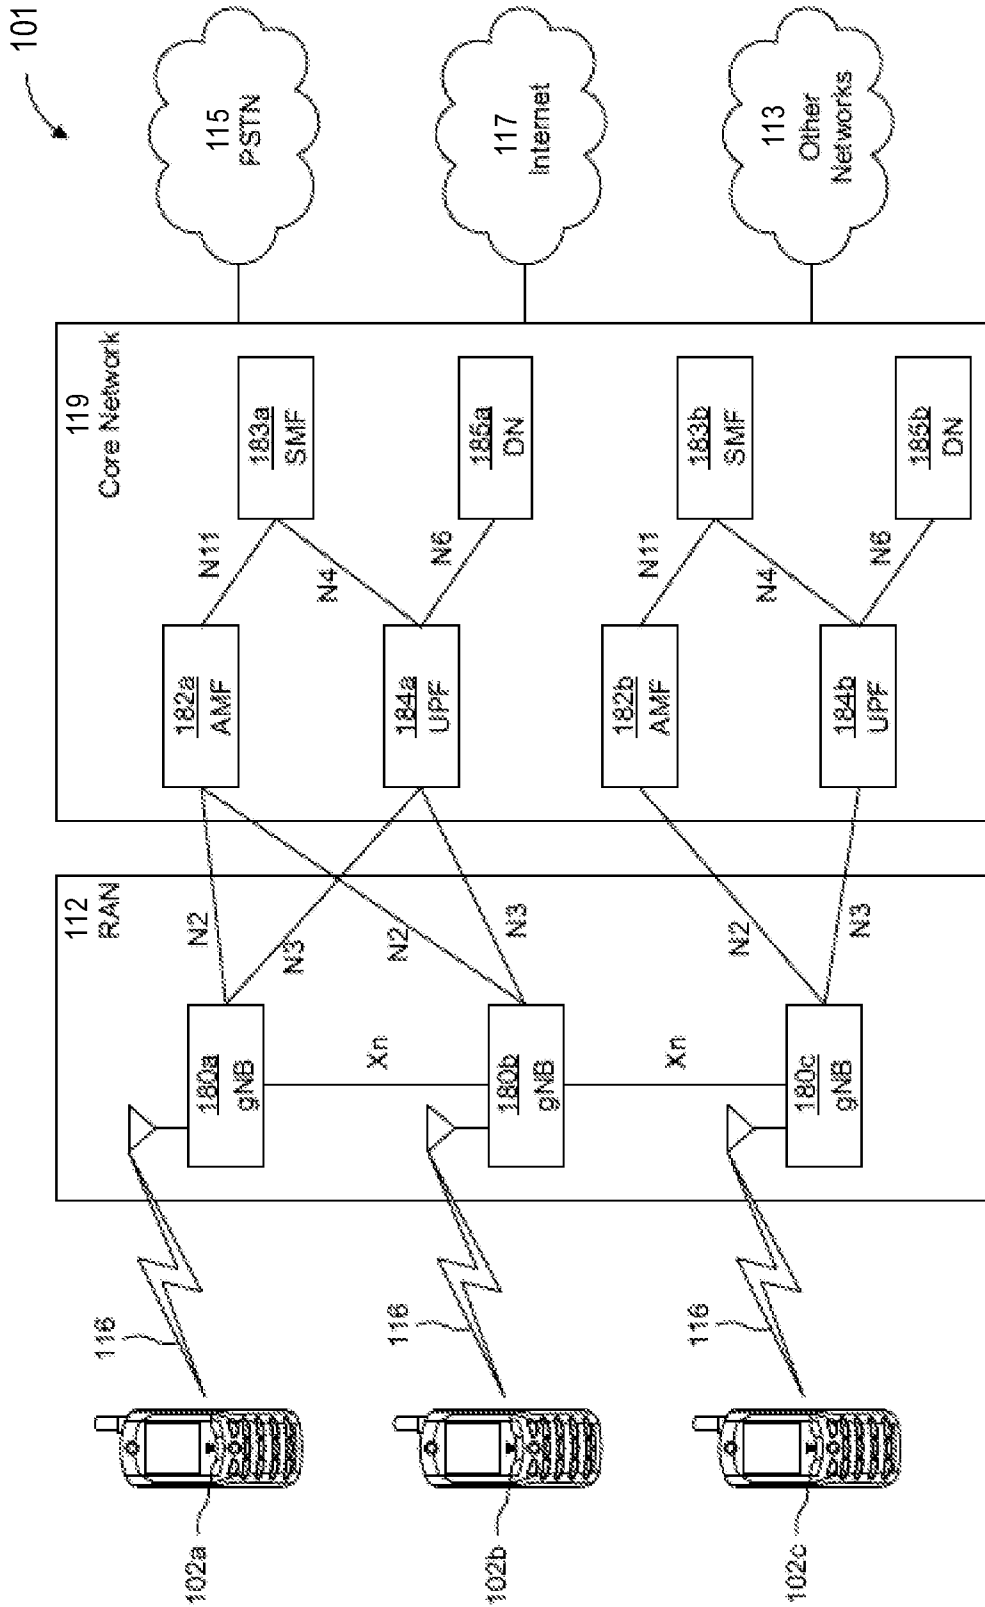 101
115
PSTN
117
Internet
113
Other
Networks
119
Core Network
183a
SMF
185a
DN
183b
SMF
185b
DN
N11
N4
N6
N11
N4
N6
182a
AMF
184a
UPF
182b
AMF
184b
UPF
112
RAN
N2
N3
N2
N3
N2
N3
180a
gNB
Xn
180b
gNB
Xn
180c
gNB
116
116
116
102a
102b
102c